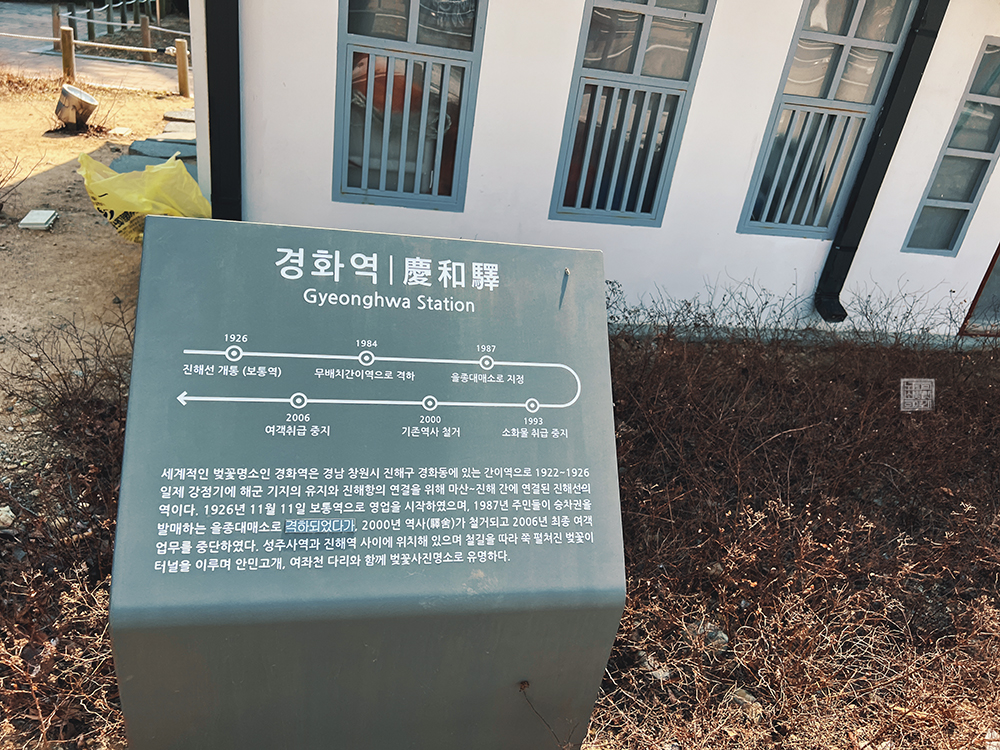 경화역 | 慶和驛
Gyeonghwa Station
1926
진해선 개통 (보통역)
1984
무배치간이역으로 격하
1987
을종대매소로 지정
2006
여객취급 중지
2000
기존역사 철거
1993
소화물 취급 중지
세계적인 벚꽃명소인 경화역은 경남 창원시 진해구 경화동에 있는 간이역으로 1922~1926
일제 강점기에 해군 기지의 유지와 진해항의 연결을 위해 마산~진해 간에 연결된 진해선의
역이다. 1926년 11월 11일 보통역으로 영업을 시작하였으며, 1987년 주민들이 승차권을
발매하는 을종대매소로 격하되었다가, 2000년 역사(驛舍)가 철거되고 2006년 최종 여객
업무를 중단하였다. 성주사역과 진해역 사이에 위치해 있으며 철길을 따라 쭉 펼쳐진 벚꽃이
터널을 이루며 안민고개, 여좌천 다리와 함께 벚꽃사진명소로 유명하다.